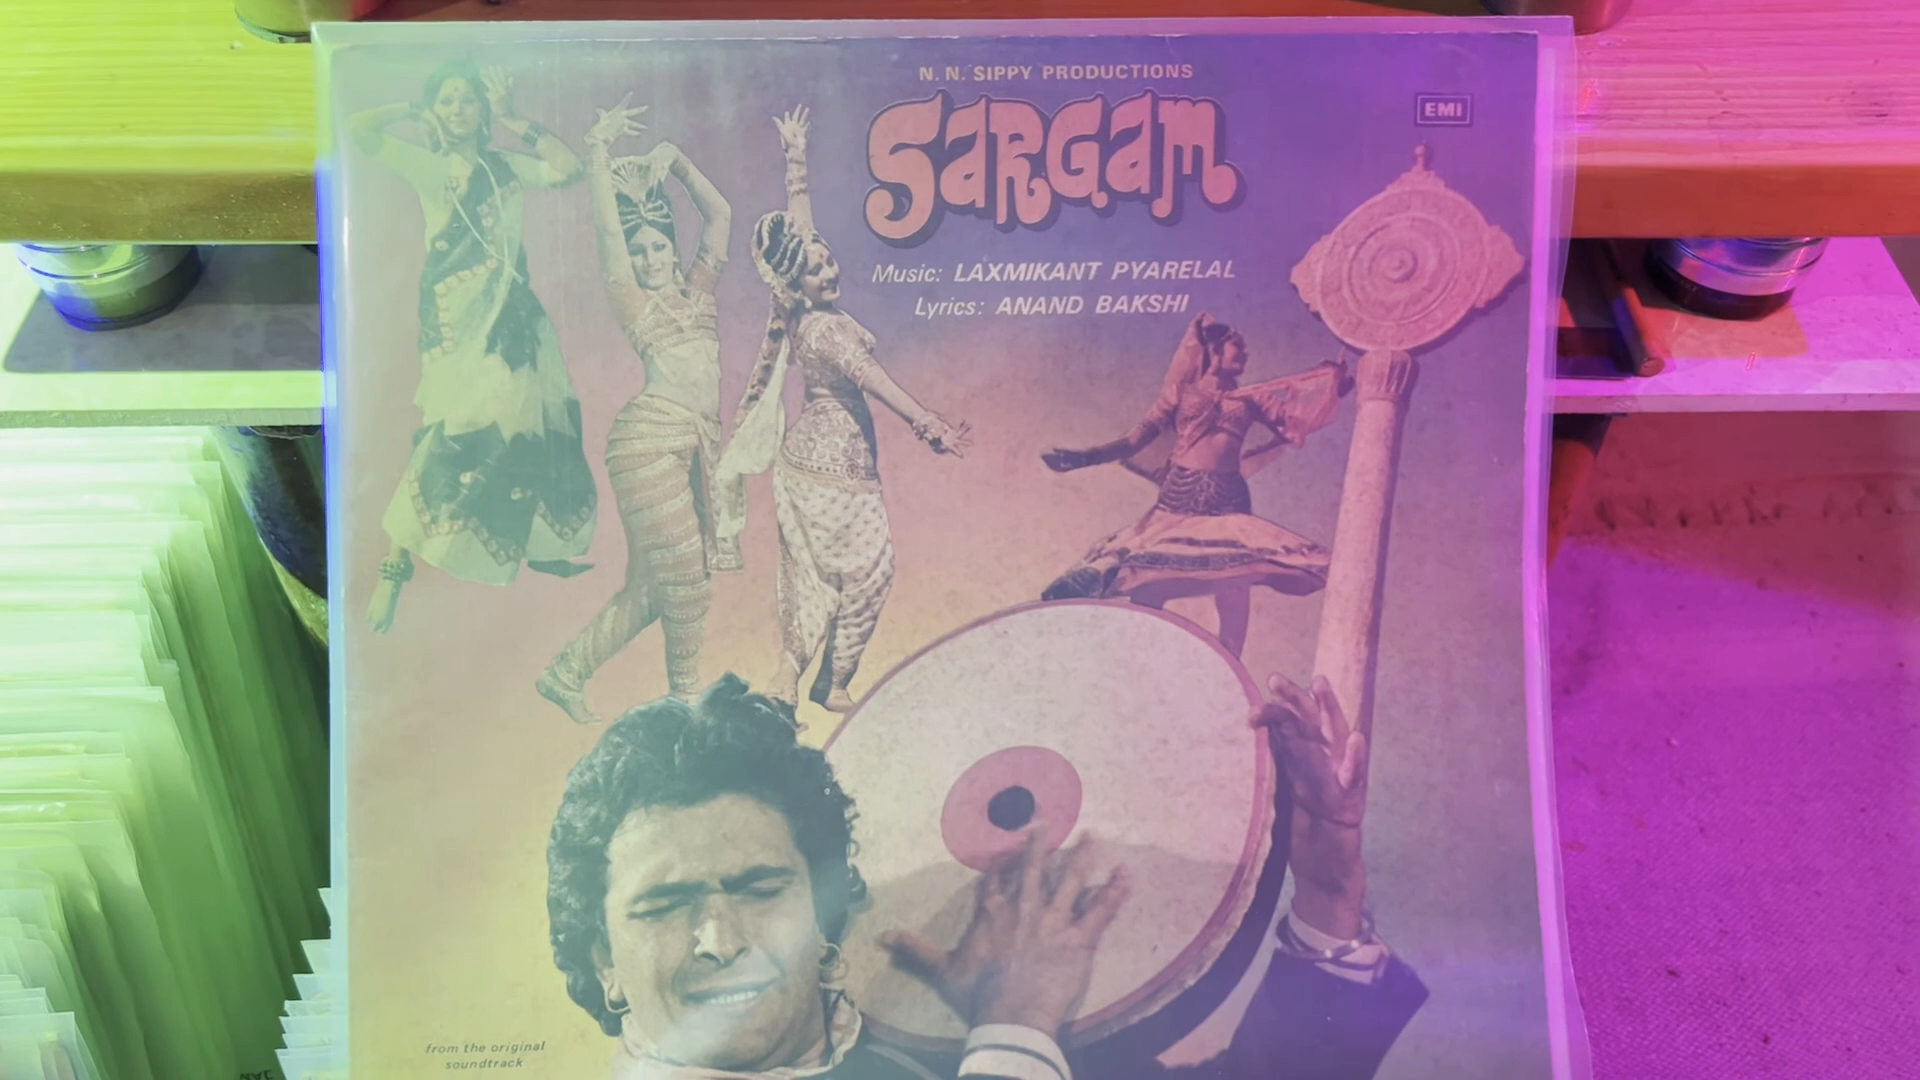 N. N. SIPPY PRODUCTIONS
SARGAM
EMI
Music: LAXMIKANT PYARELAL
Lyrics: ANAND BAKSHI
from the original
soundtrack